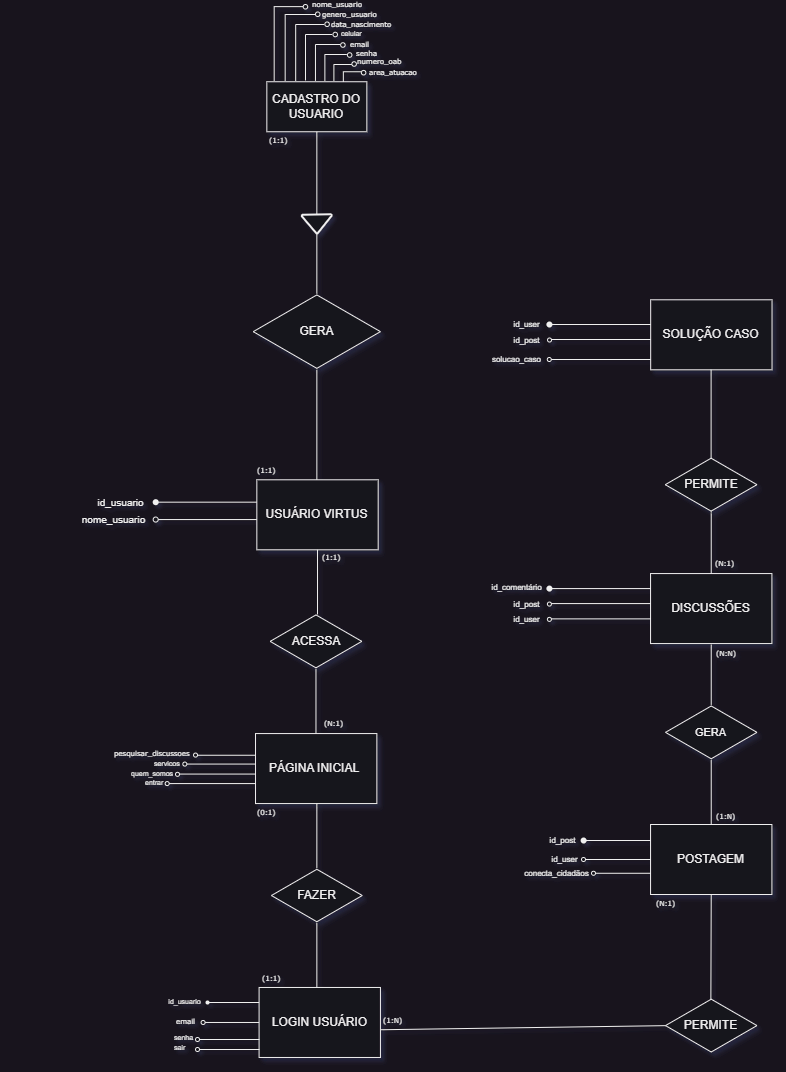 nome_usuario
genero_usuario
data_nascimento
celular
email
senha
numero_oab
area_atuacao
CADASTRO DO
USUARIO
(1:1)
GERA
(1:1)
id_usuario
nome_usuario
USUÁRIO VIRTUS
(1:1)
ACESSA
(N:1)
pesquisar_discussoes
servicos
quem_somos
entrar
PÁGINA INICIAL
(0:1)
FAZER
(1:1)
id_usuario
email
senha
sair
LOGIN USUÁRIO
(1:N)
id_user
id_post
solucao_caso
SOLUÇÃO CASO
PERMITE
(N:1)
id_comentário
id_post
id_user
DISCUSSÕES
(N:N)
GERA
(1:N)
id_post
id_user
conecta_cidadãos
POSTAGEM
(N:1)
PERMITE